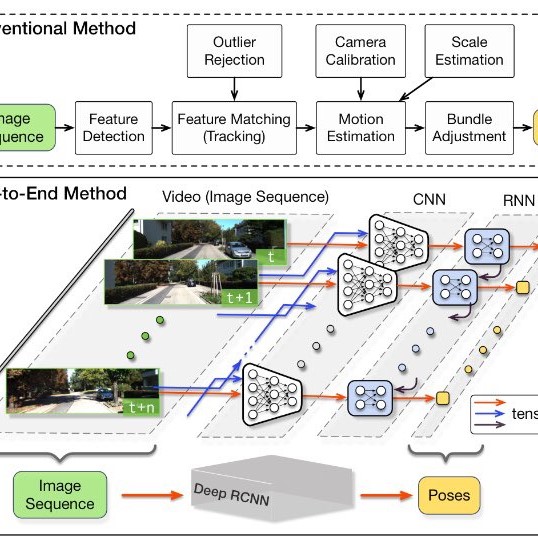 ventional Method
Outlier
Rejection
Camera
Calibration
Scale
Estimation
mage
quence
Feature
Detection
Feature Matching
(Tracking)
Motion
Estimation
Bundle
Adjustment
-to-End Method
Video (Image Sequence)
CNN
RNN
t
t+1
t+n
tens
Image
Sequence
Deep RCNN
Poses